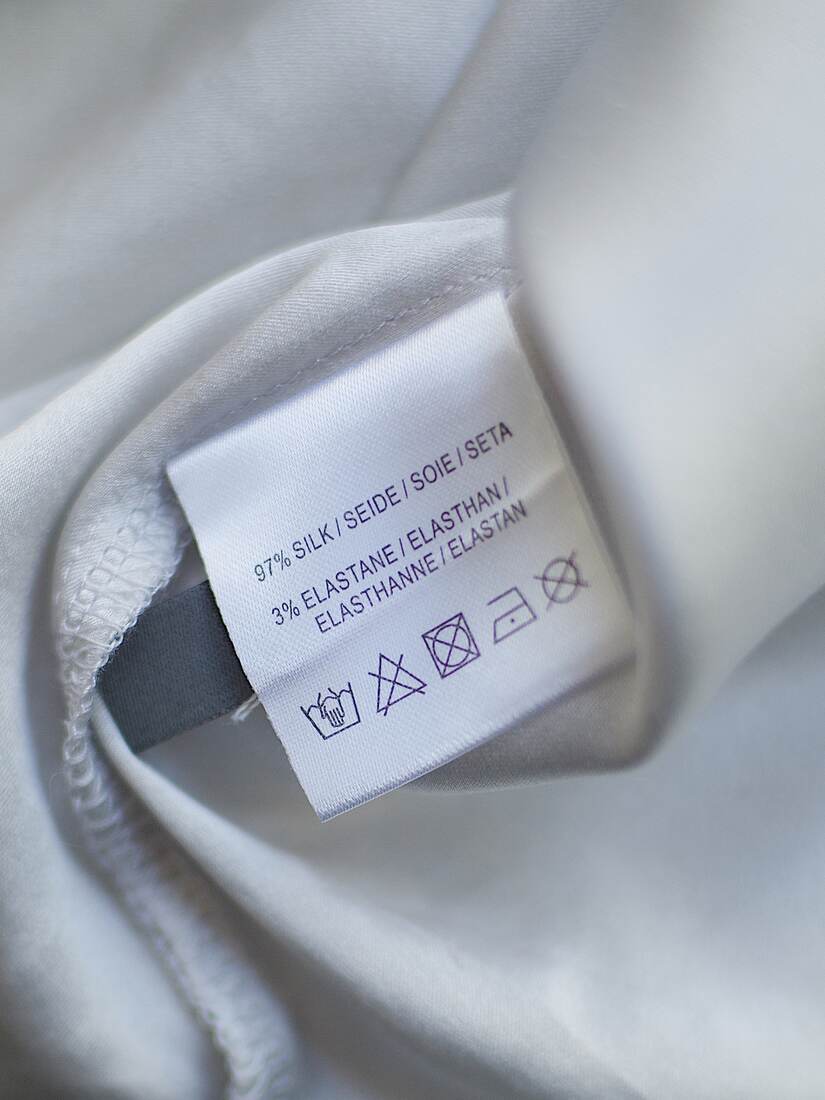 97% SILK / SEIDE / SOIE / SETA
3% ELASTANE / ELASTHAN /
ELASTHANNE / ELASTAN